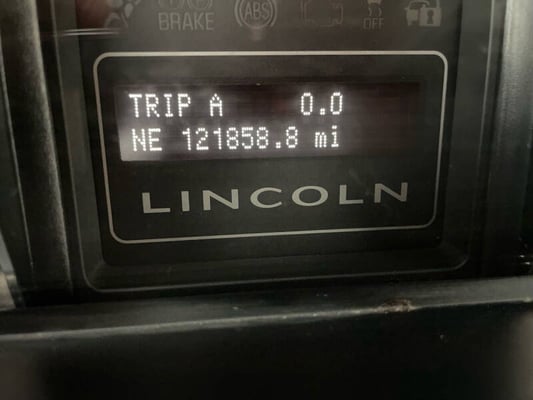 BRAKE
ABS
OFF
TRIP A 0.0
NE 121858.8 mi
LINCOLN